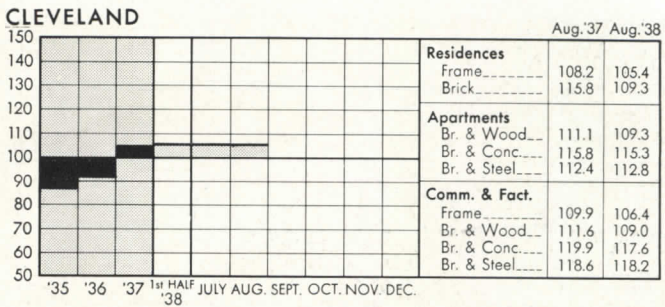 CLEVELAND
150
140
130
120
110
100
90
80
70
60
50
'35 '36 '37 1st HALF '38 JULY AUG. SEPT. OCT. NOV. DEC.
Aug.'37 Aug.'38
Residences
Frame 108.2 105.4
Brick 115.8 109.3
Apartments
Br. & Wood 111.1 109.3
Br. & Conc. 115.8 115.3
Br. & Steel 112.4 112.8
Comm. & Fact.
Frame 109.9 106.4
Br. & Wood 111.6 109.0
Br. & Conc. 119.9 117.6
Br. & Steel 118.6 118.2